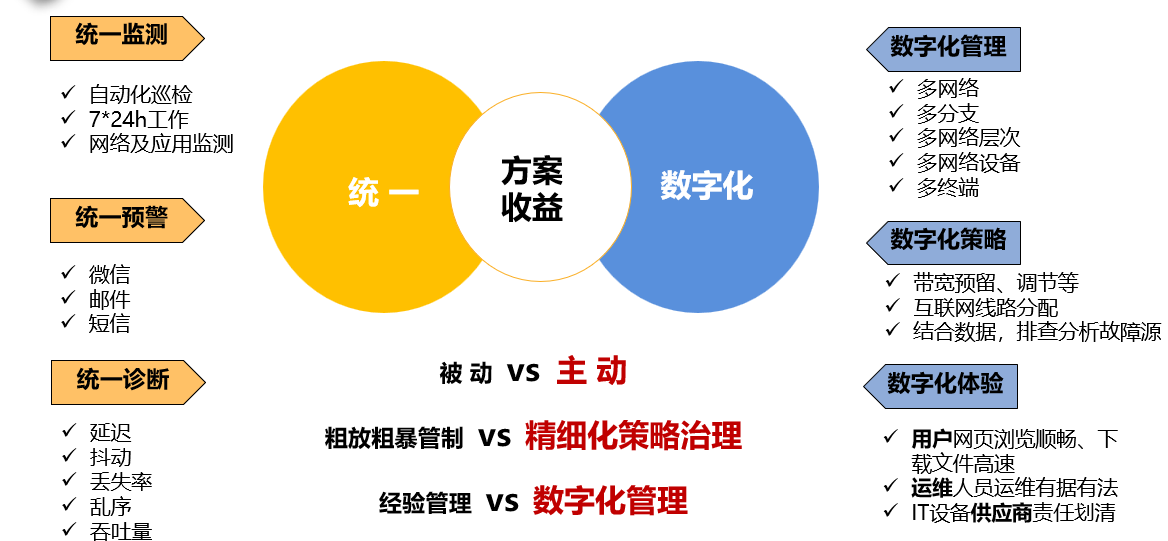 统一监测
自动化巡检
7*24h工作
网络及应用监测
统一预警
微信
邮件
短信
统一诊断
延迟
抖动
丢失率
乱序
吞吐量
统 一
方案
收益
数字化
被 动 VS 主 动
粗放粗暴管制 VS 精细化策略治理
经验管理 VS 数字化管理
数字化管理
多网络
多分支
多网络层次
多网络设备
多终端
数字化策略
带宽预留、调节等
互联网线路分配
结合数据，排查分析故障源
数字化体验
用户网页浏览顺畅、下
载文件高速
运维人员运维有据有法
IT设备供应商责任划清